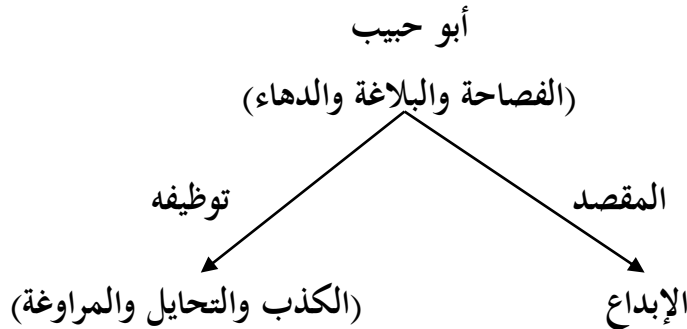 أبو حبيب
(الفصاحة والبلاغة والدهاء)
المقصد توظيفه
الإبداع (الكذب والتحايل والمراوغة)